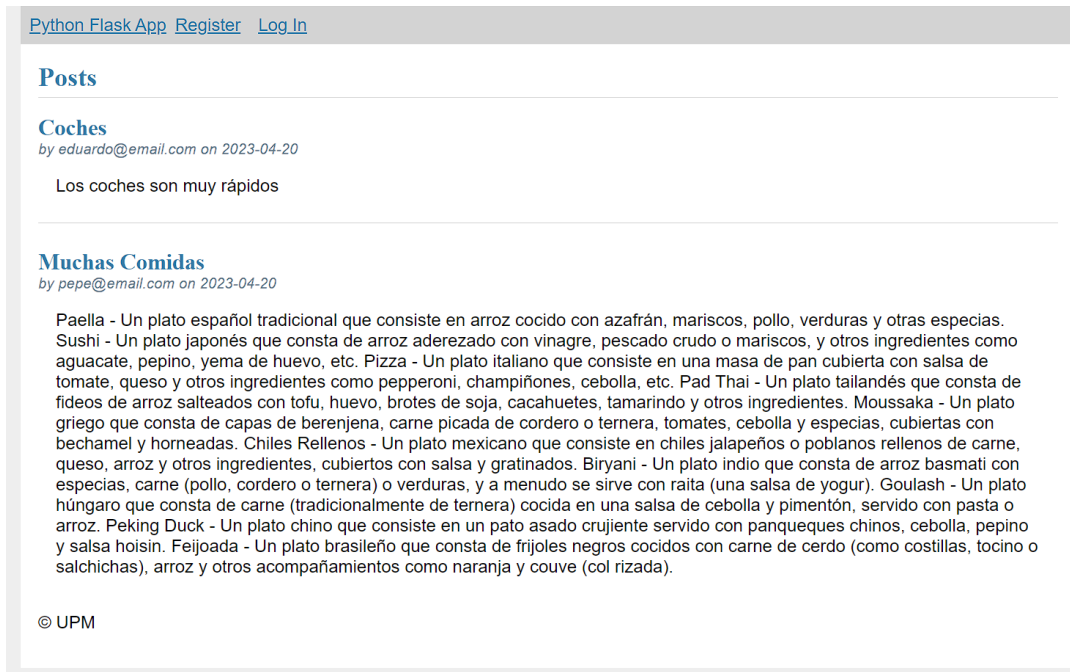 Python Flask App Register Log In
Posts
Coches
by eduardo@email.com on 2023-04-20
Los coches son muy rápidos
Muchas Comidas
by pepe@email.com on 2023-04-20
Paella - Un plato español tradicional que consiste en arroz cocido con azafrán, mariscos, pollo, verduras y otras especias.
Sushi - Un plato japonés que consta de arroz aderezado con vinagre, pescado crudo o mariscos, y otros ingredientes como
aguacate, pepino, yema de huevo, etc. Pizza - Un plato italiano que consiste en una masa de pan cubierta con salsa de
tomate, queso y otros ingredientes como pepperoni, champiñones, cebolla, etc. Pad Thai - Un plato tailandés que consta de
fideos de arroz salteados con tofu, huevo, brotes de soja, cacahuetes, tamarindo y otros ingredientes. Moussaka - Un plato
griego que consta de capas de berenjena, carne picada de cordero o ternera, tomates, cebolla y especias, cubiertas con
bechamel y horneadas. Chiles Rellenos - Un plato mexicano que consiste en chiles jalapeños o poblanos rellenos de carne,
queso, arroz y otros ingredientes, cubiertos con salsa y gratinados. Biryani - Un plato indio que consta de arroz basmati con
especias, carne (pollo, cordero o ternera) o verduras, y a menudo se sirve con raita (una salsa de yogur). Goulash - Un plato
húngaro que consta de carne (tradicionalmente de ternera) cocida en una salsa de cebolla y pimentón, servido con pasta o
arroz. Peking Duck - Un plato chino que consiste en un pato asado crujiente servido con panqueques chinos, cebolla, pepino
y salsa hoisin. Feijoada - Un plato brasileño que consta de frijoles negros cocidos con carne de cerdo (como costillas, tocino o
salchichas), arroz y otros acompañamientos como naranja y couve (col rizada).
© UPM